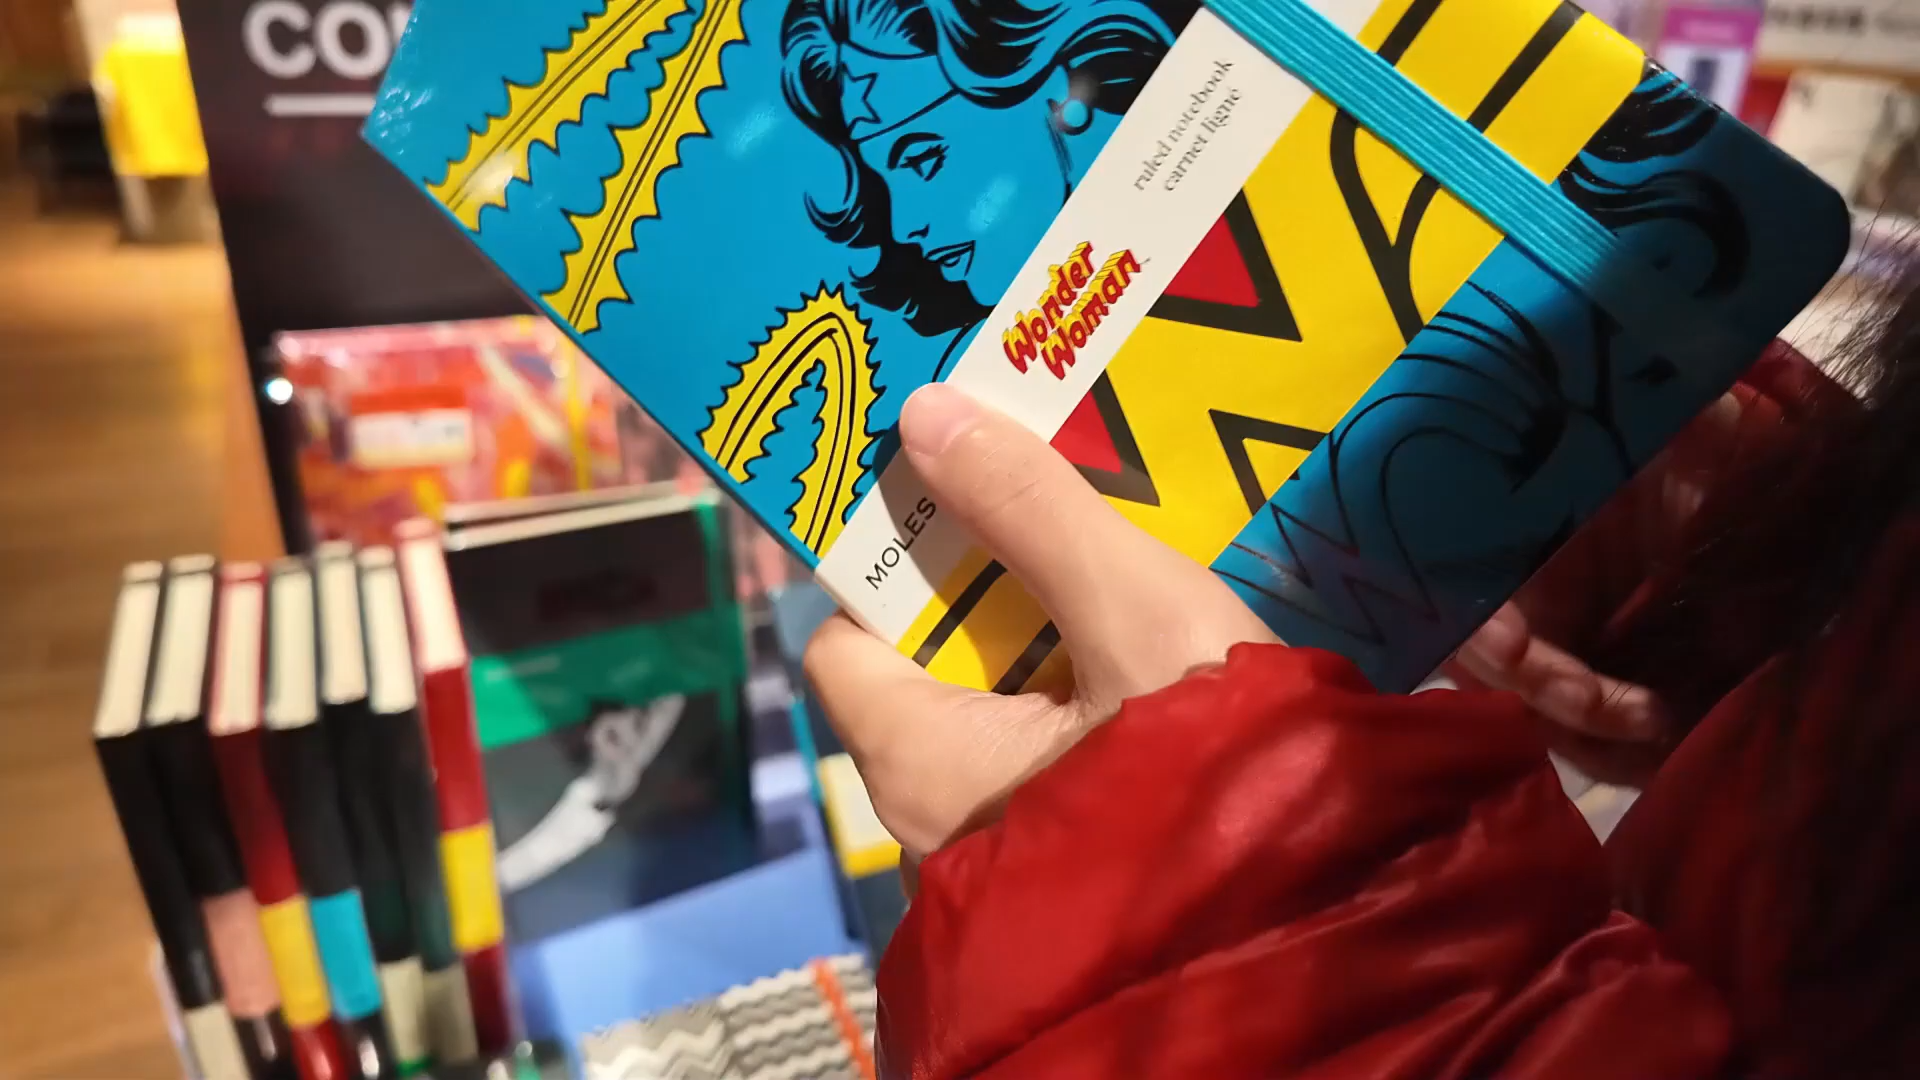 CO
ruled notebook
carnet ligné
Wonder
Woman
MOLES